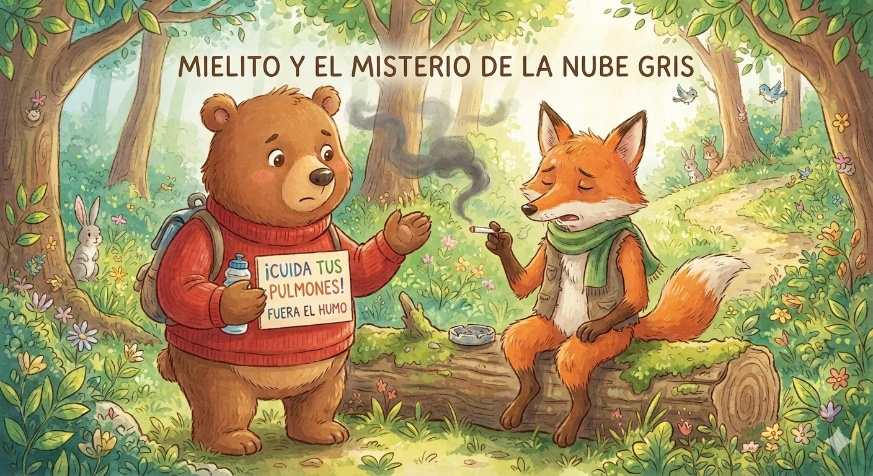 MIELITO Y EL MISTERIO DE LA NUBE GRIS
¡CUIDA TUS
PULMONES!
FUERA EL HUMO